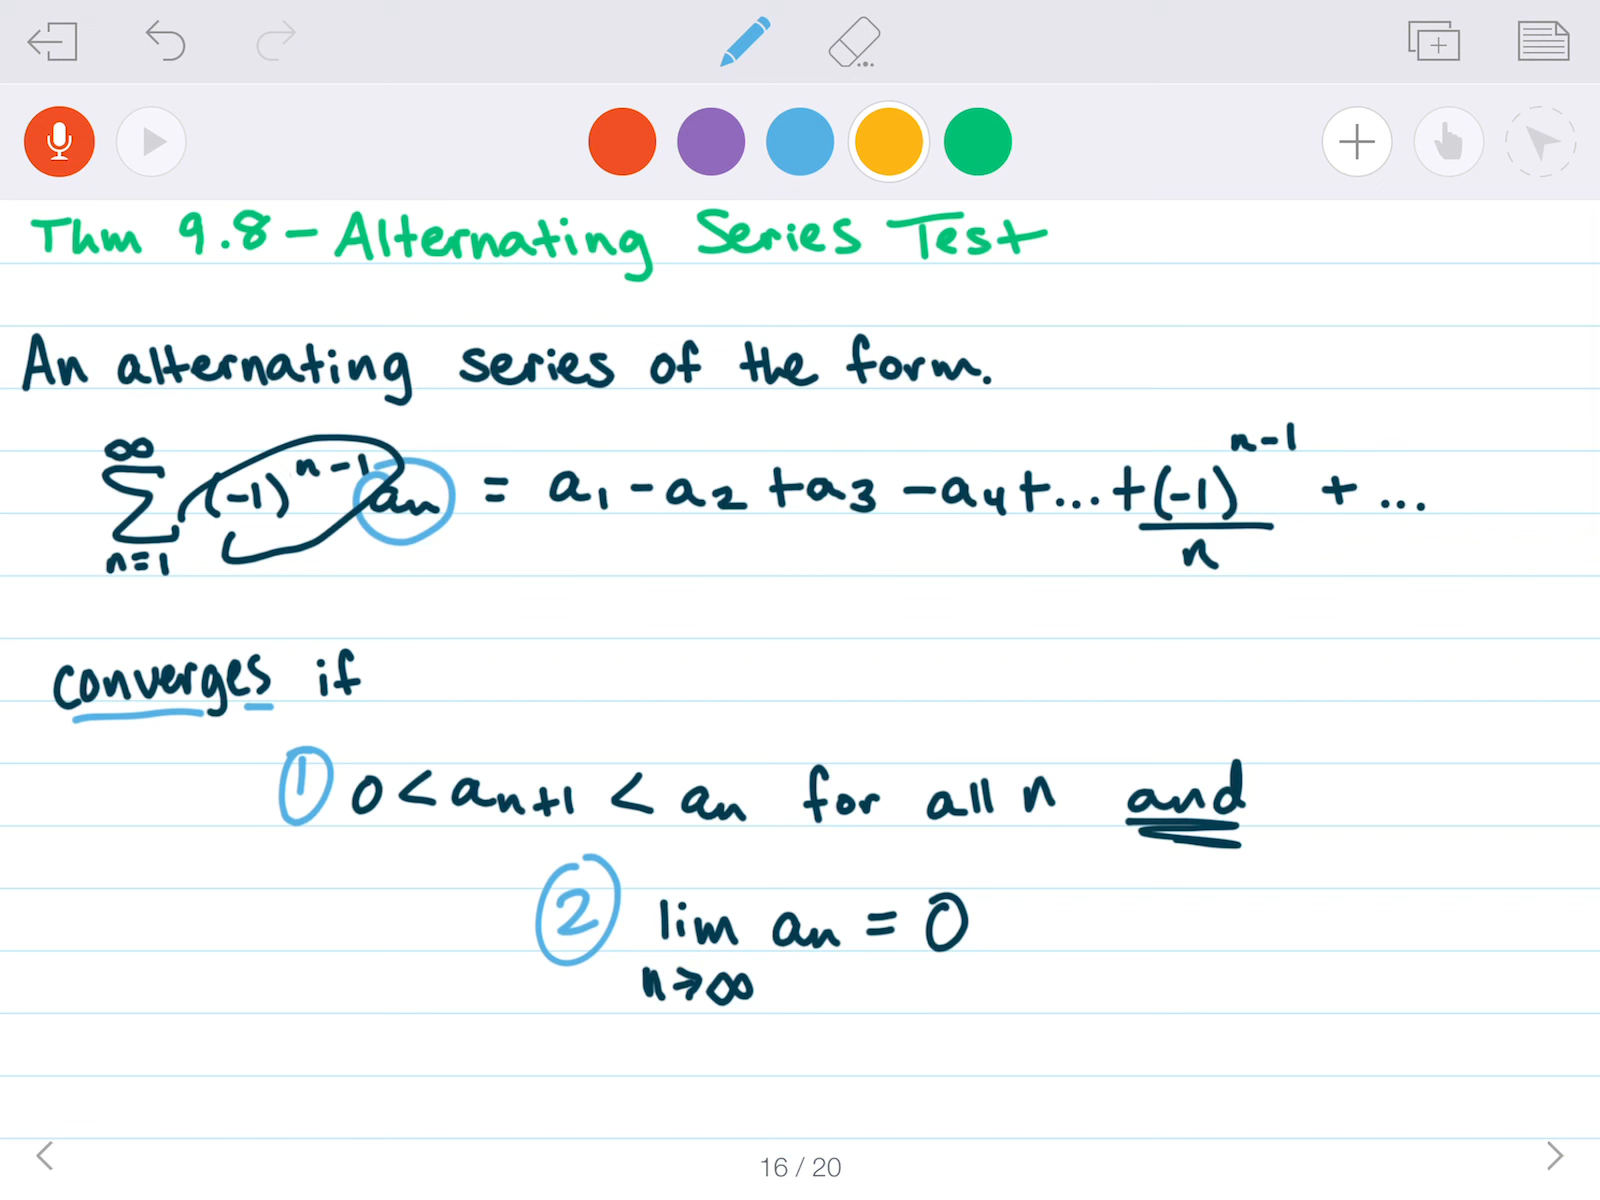 Thm 9.8 - Alternating Series Test
An alternating series of the form.
∞
∑ (-1)ⁿ⁻¹ aₙ = a₁ - a₂ + a₃ - a₄ + ... + (-1)ⁿ⁻¹ + ...
n=1 n
converges if
① 0 < aₙ₊₁ < aₙ for all n and
② lim aₙ = 0
n→∞
16 / 20